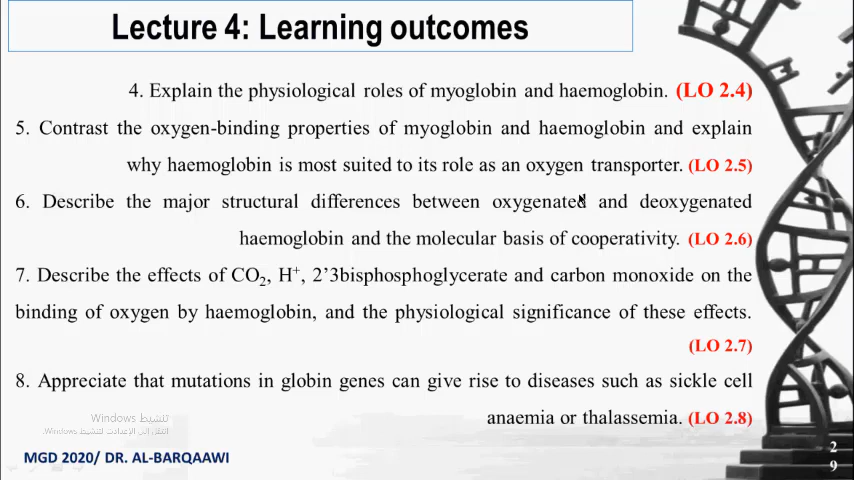 Lecture 4: Learning outcomes
4. Explain the physiological roles of myoglobin and haemoglobin. (LO 2.4)
5. Contrast the oxygen-binding properties of myoglobin and haemoglobin and explain
why haemoglobin is most suited to its role as an oxygen transporter. (LO 2.5)
6. Describe the major structural differences between oxygenated and deoxygenated
haemoglobin and the molecular basis of cooperativity. (LO 2.6)
7. Describe the effects of CO₂, H⁺, 2’3bisphosphoglycerate and carbon monoxide on the
binding of oxygen by haemoglobin, and the physiological significance of these effects.
(LO 2.7)
8. Appreciate that mutations in globin genes can give rise to diseases such as sickle cell
anaemia or thalassemia. (LO 2.8)
تنشيط Windows
انتقل إلى الإعدادات لتنشيط Windows.
MGD 2020/ DR. AL-BARQAAWI
2
9